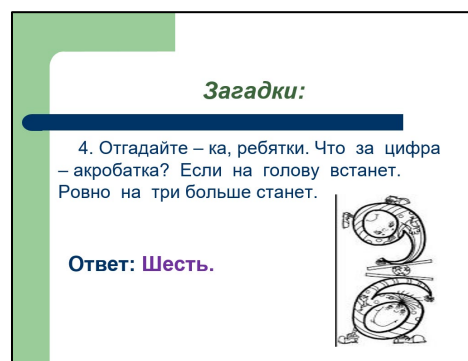 Загадки:
4. Отгадайте – ка, ребятки. Что за цифра
– акробатка? Если на голову встанет.
Ровно на три больше станет.
Ответ: Шесть.